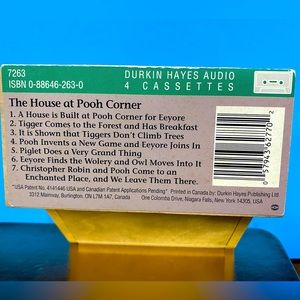 7263
ISBN 0-88646-263-0
DURKIN HAYES AUDIO
4 CASSETTES
The House at Pooh Corner
1. A House is Built at Pooh Corner for Eeyore
2. Tigger Comes to the Forest and Has Breakfast
3. It is Shown that Tiggers Don't Climb Trees
4. Pooh Invents a New Game and Eeyore Joins In
5. Piglet Does a Very Grand Thing
6. Eeyore Finds the Wolery and Owl Moves Into It
7. Christopher Robin and Pooh Come to an
Enchanted Place, and We Leave Them There.
"USA Patent No. 4141446 USA and Canadian Patent Applications Pending" Printed in Canada by: Durkin Hayes Publishing Ltd.
3312 Mainway, Burlington, ON L7M 1A7, Canada One Colomba Drive, Niagara Falls, New York 14305, USA